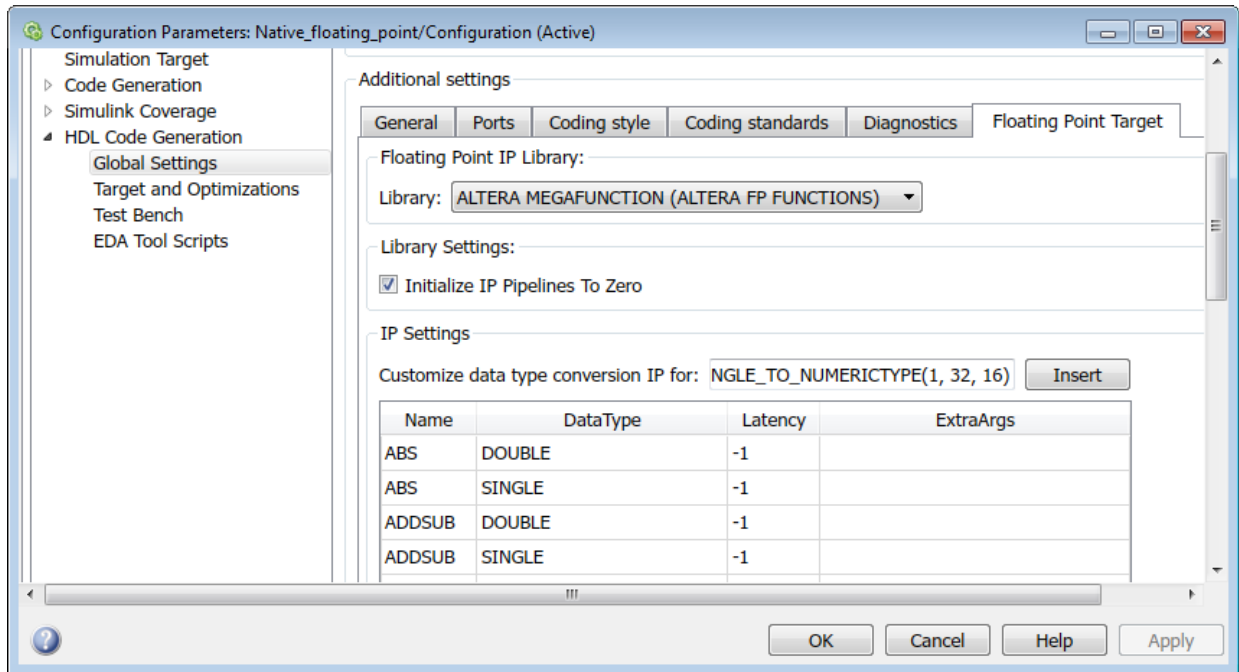 Configuration Parameters: Native_floating_point/Configuration (Active)
Simulation Target
Code Generation
Simulink Coverage
HDL Code Generation
Global Settings
Target and Optimizations
Test Bench
EDA Tool Scripts
Additional settings
General Ports Coding style Coding standards Diagnostics Floating Point Target
Floating Point IP Library:
Library: ALTERA MEGAFUNCTION (ALTERA FP FUNCTIONS)
Library Settings:
Initialize IP Pipelines To Zero
IP Settings
Customize data type conversion IP for: NGLE_TO_NUMERICTYPE(1, 32, 16) Insert
Name DataType Latency ExtraArgs
ABS DOUBLE -1
ABS SINGLE -1
ADDSUB DOUBLE -1
ADDSUB SINGLE -1
OK Cancel Help Apply